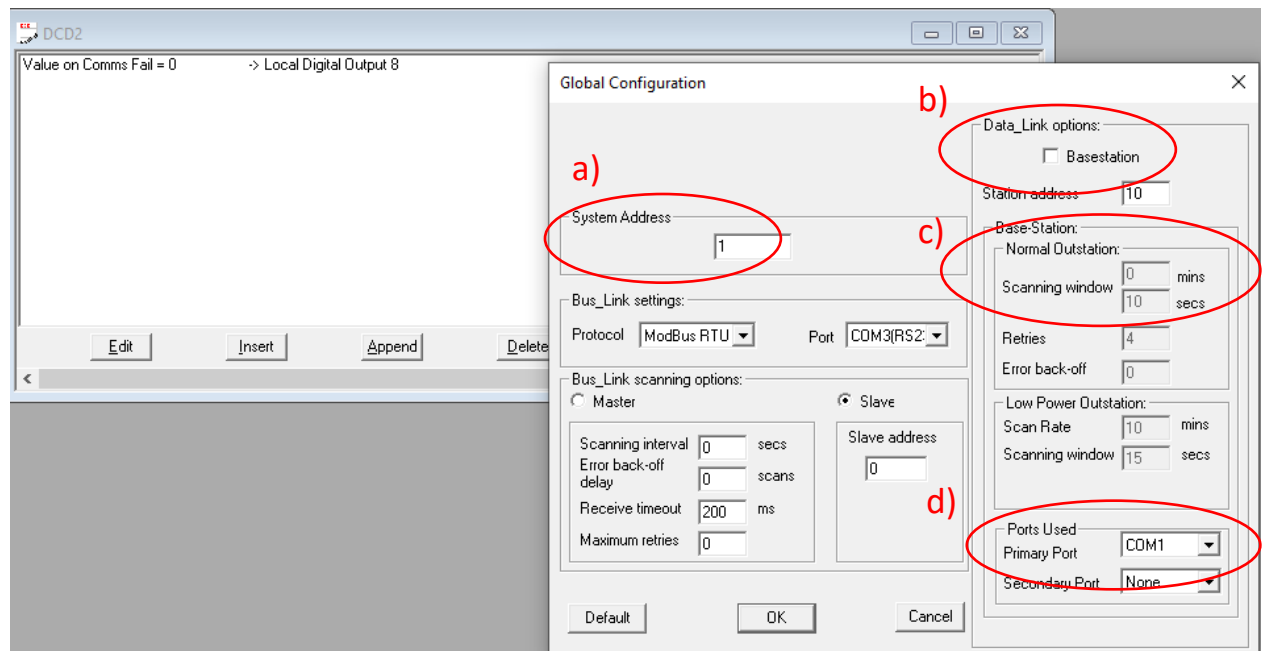 DCD2
Value on Comms Fail = 0 -> Local Digital Output 8
Edit Insert Append Delete
Global Configuration
a)
System Address
1
Bus_Link settings:
Protocol ModBus RTU Port COM3(RS2:
Bus_Link scanning options:
Master Slave
Scanning interval 0 secs
Error back-off
delay 0 scans
Receive timeout 200 ms
Maximum retries 0
Slave address
0
Default OK Cancel
b)
Data_Link options:
Basestation
Station address 10
c)
Base-Station:
Normal Outstation:
Scanning window 0 mins
10 secs
Retries 4
Error back-off 0
Low Power Outstation:
Scan Rate 10 mins
Scanning window 15 secs
d)
Ports Used
Primary Port COM1
Secondary Port None